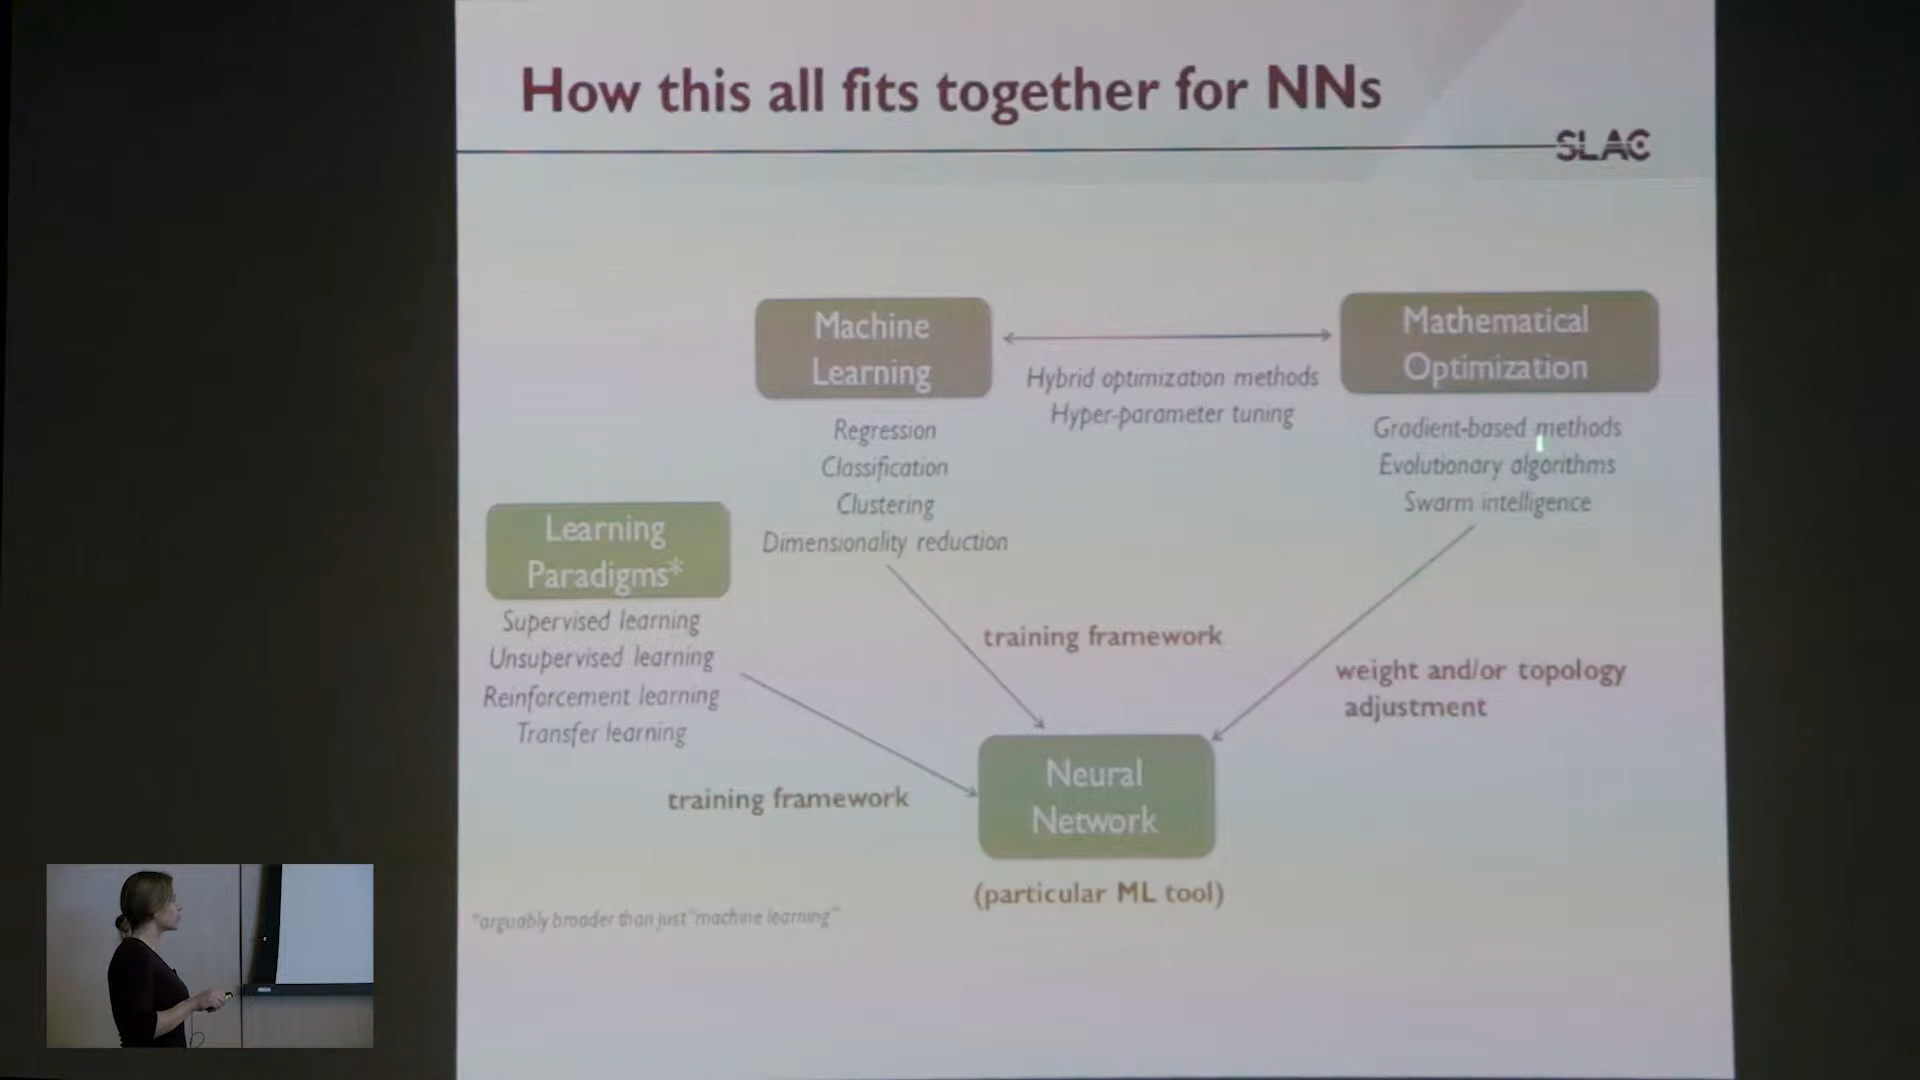 How this all fits together for NNs
SLAC
Machine
Learning
Regression
Classification
Clustering
Dimensionality reduction
Hybrid optimization methods
Hyper-parameter tuning
Mathematical
Optimization
Gradient-based methods
Evolutionary algorithms
Swarm intelligence
Learning
Paradigms*
Supervised learning
Unsupervised learning
Reinforcement learning
Transfer learning
training framework
weight and/or topology
adjustment
training framework
Neural
Network
(particular ML tool)
*arguably broader than just "machine learning"